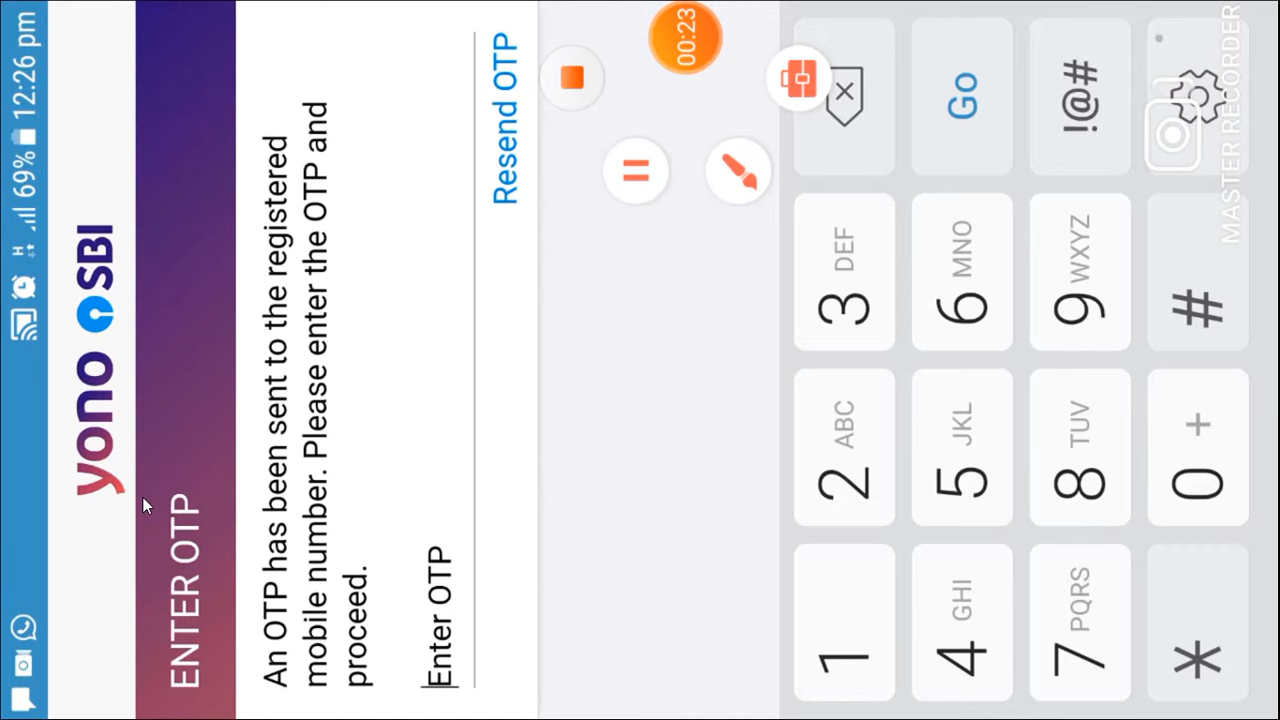 69% 12:26 pm
yono SBI
ENTER OTP
An OTP has been sent to the registered
mobile number. Please enter the OTP and
proceed.
Enter OTP
Resend OTP
00:23
1
2 ABC
3 DEF
4 GHI
5 JKL
6 MNO
Go
7 PQRS
8 TUV
9 WXYZ
!@#
*
0 +
#
MASTER RECORDER